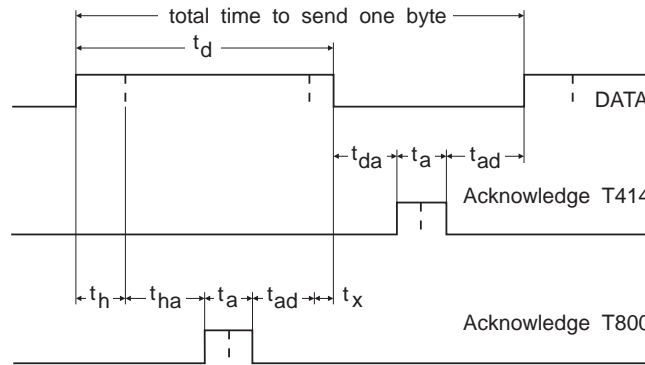 total time to send one byte
td
DATA
tda ta tad
Acknowledge T414
th tha ta tad tx
Acknowledge T800